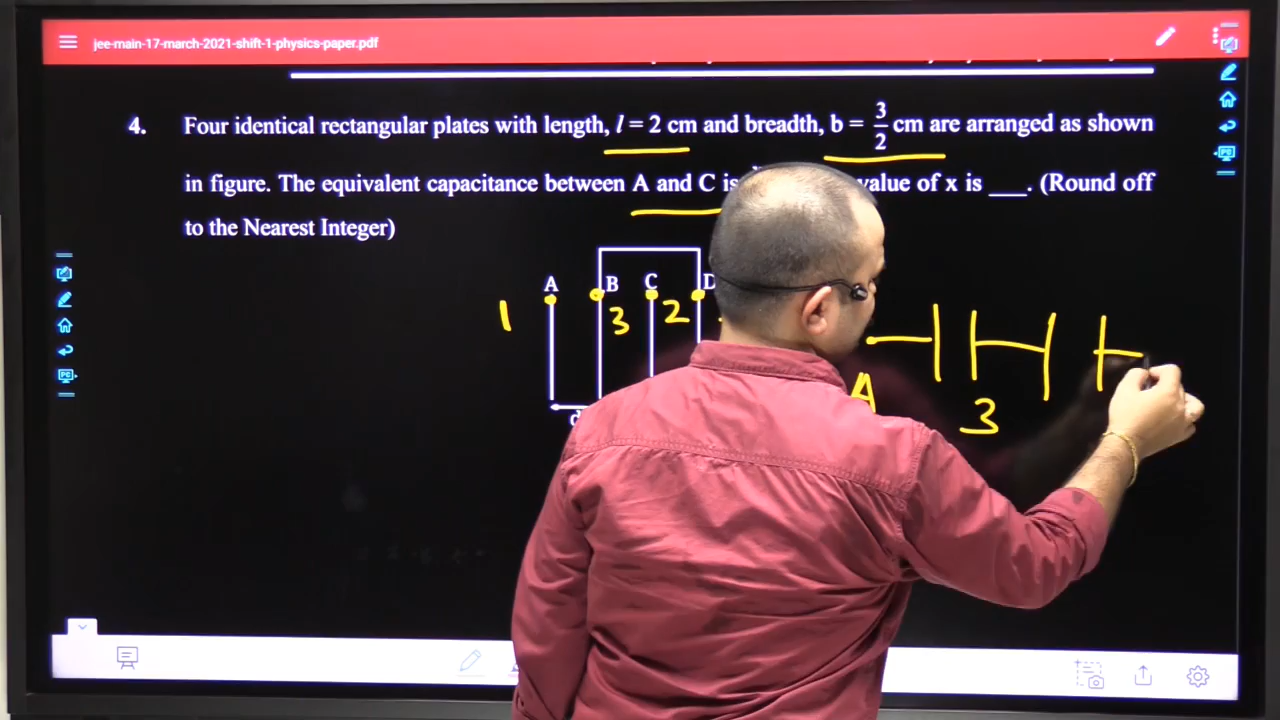 jee-main-17-march-2021-shift-1-physics-paper.pdf
4. Four identical rectangular plates with length, l = 2 cm and breadth, b = 3/2 cm are arranged as shown
in figure. The equivalent capacitance between A and C is value of x is ___. (Round off
to the Nearest Integer)
A B C D
1 3 2
A 3
d